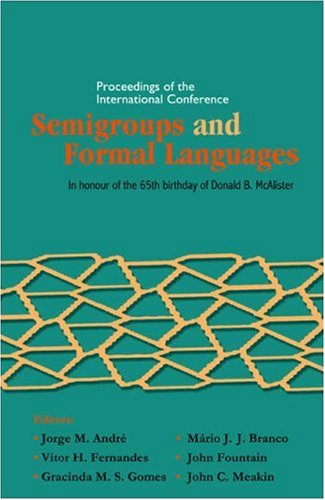 Proceedings of the
International Conference
Semigroups and
Formal Languages
In honour of the 65th birthday of Donald B. McAlister
Editors:
• Jorge M. André
• Vítor H. Fernandes
• Gracinda M. S. Gomes
• Mário J. J. Branco
• John Fountain
• John C. Meakin